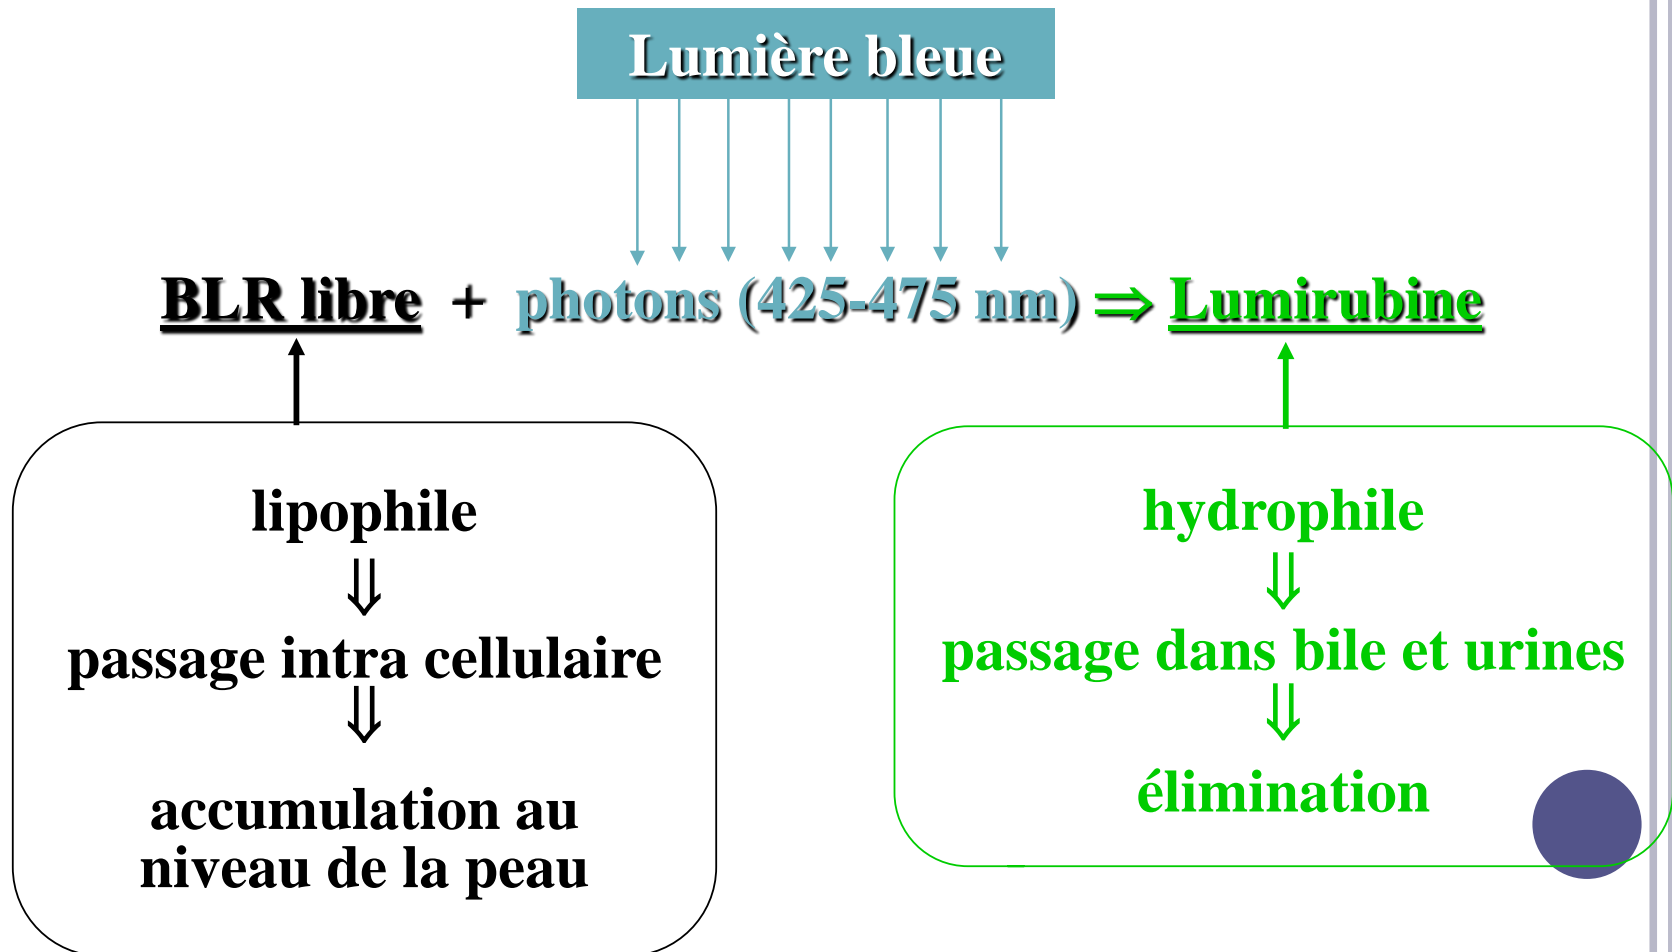 Lumière bleue
BLR libre + photons (425-475 nm) ⇒ Lumirubine
lipophile
⇓
passage intra cellulaire
⇓
accumulation au
niveau de la peau
hydrophile
⇓
passage dans bile et urines
⇓
élimination